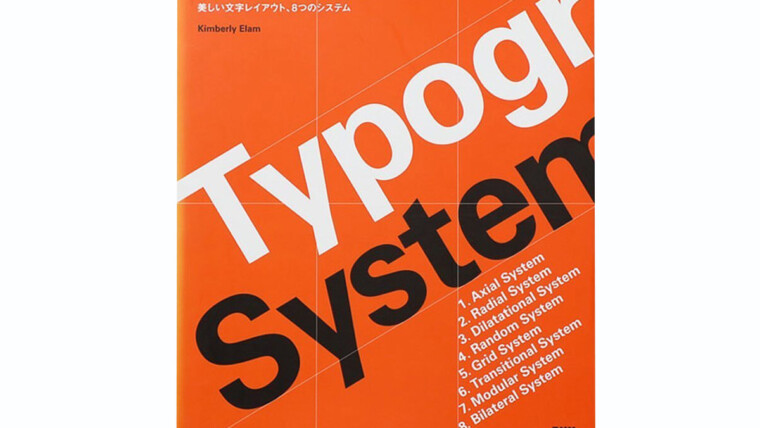 美しい文字レイアウト、8つのシステム
Kimberly Elam
Typogr
System
1. Axial System
2. Radial System
3. Dilatational System
4. Random System
5. Grid System
6. Transitional System
7. Modular System
8. Bilateral System